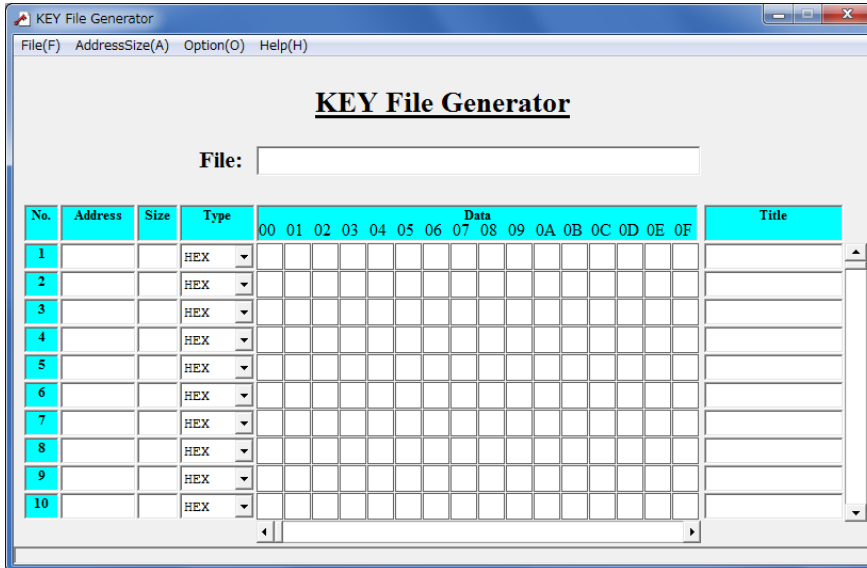 KEY File Generator
File(F) AddressSize(A) Option(O) Help(H)
KEY File Generator
File:
No. Address Size Type Data Title
00 01 02 03 04 05 06 07 08 09 0A 0B 0C 0D 0E 0F
1 HEX
2 HEX
3 HEX
4 HEX
5 HEX
6 HEX
7 HEX
8 HEX
9 HEX
10 HEX